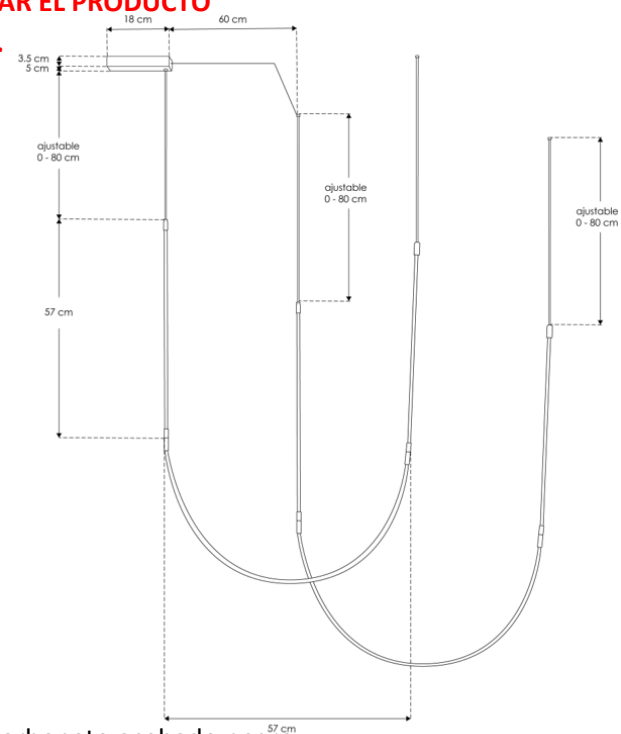 AR EL PRODUCTO
18 cm
60 cm
3.5 cm
5 cm
ajustable
0 - 80 cm
ajustable
0 - 80 cm
ajustable
0 - 80 cm
57 cm
57 cm